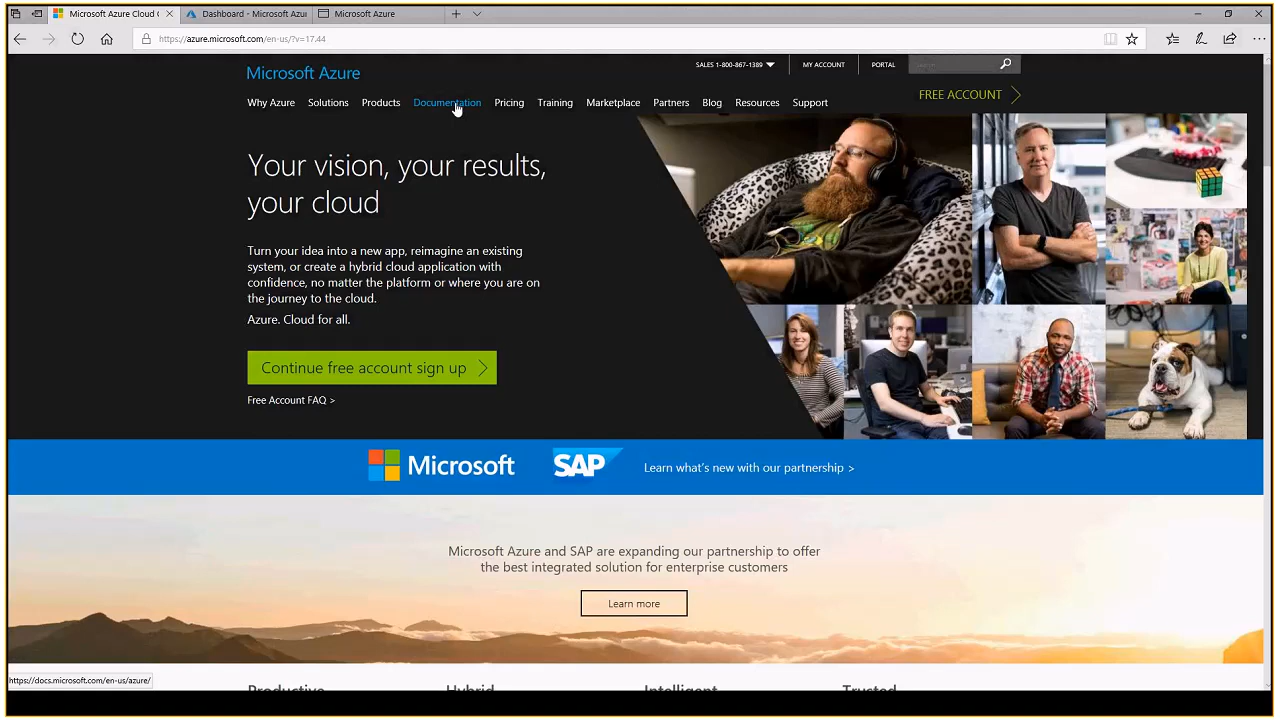 Microsoft Azure Cloud C
Dashboard - Microsoft Azur
Microsoft Azure
https://azure.microsoft.com/en-us/?v=17.44
Microsoft Azure
SALES 1-800-867-1389
MY ACCOUNT
PORTAL
Search
Why Azure
Solutions
Products
Documentation
Pricing
Training
Marketplace
Partners
Blog
Resources
Support
FREE ACCOUNT
Your vision, your results,
your cloud
Turn your idea into a new app, reimagine an existing
system, or create a hybrid cloud application with
confidence, no matter the platform or where you are on
the journey to the cloud.
Azure. Cloud for all.
Continue free account sign up
Free Account FAQ >
Microsoft
SAP
Learn what's new with our partnership >
Microsoft Azure and SAP are expanding our partnership to offer
the best integrated solution for enterprise customers
Learn more
https://docs.microsoft.com/en-us/azure/
Productive
Hybrid
Intelligent
Trusted